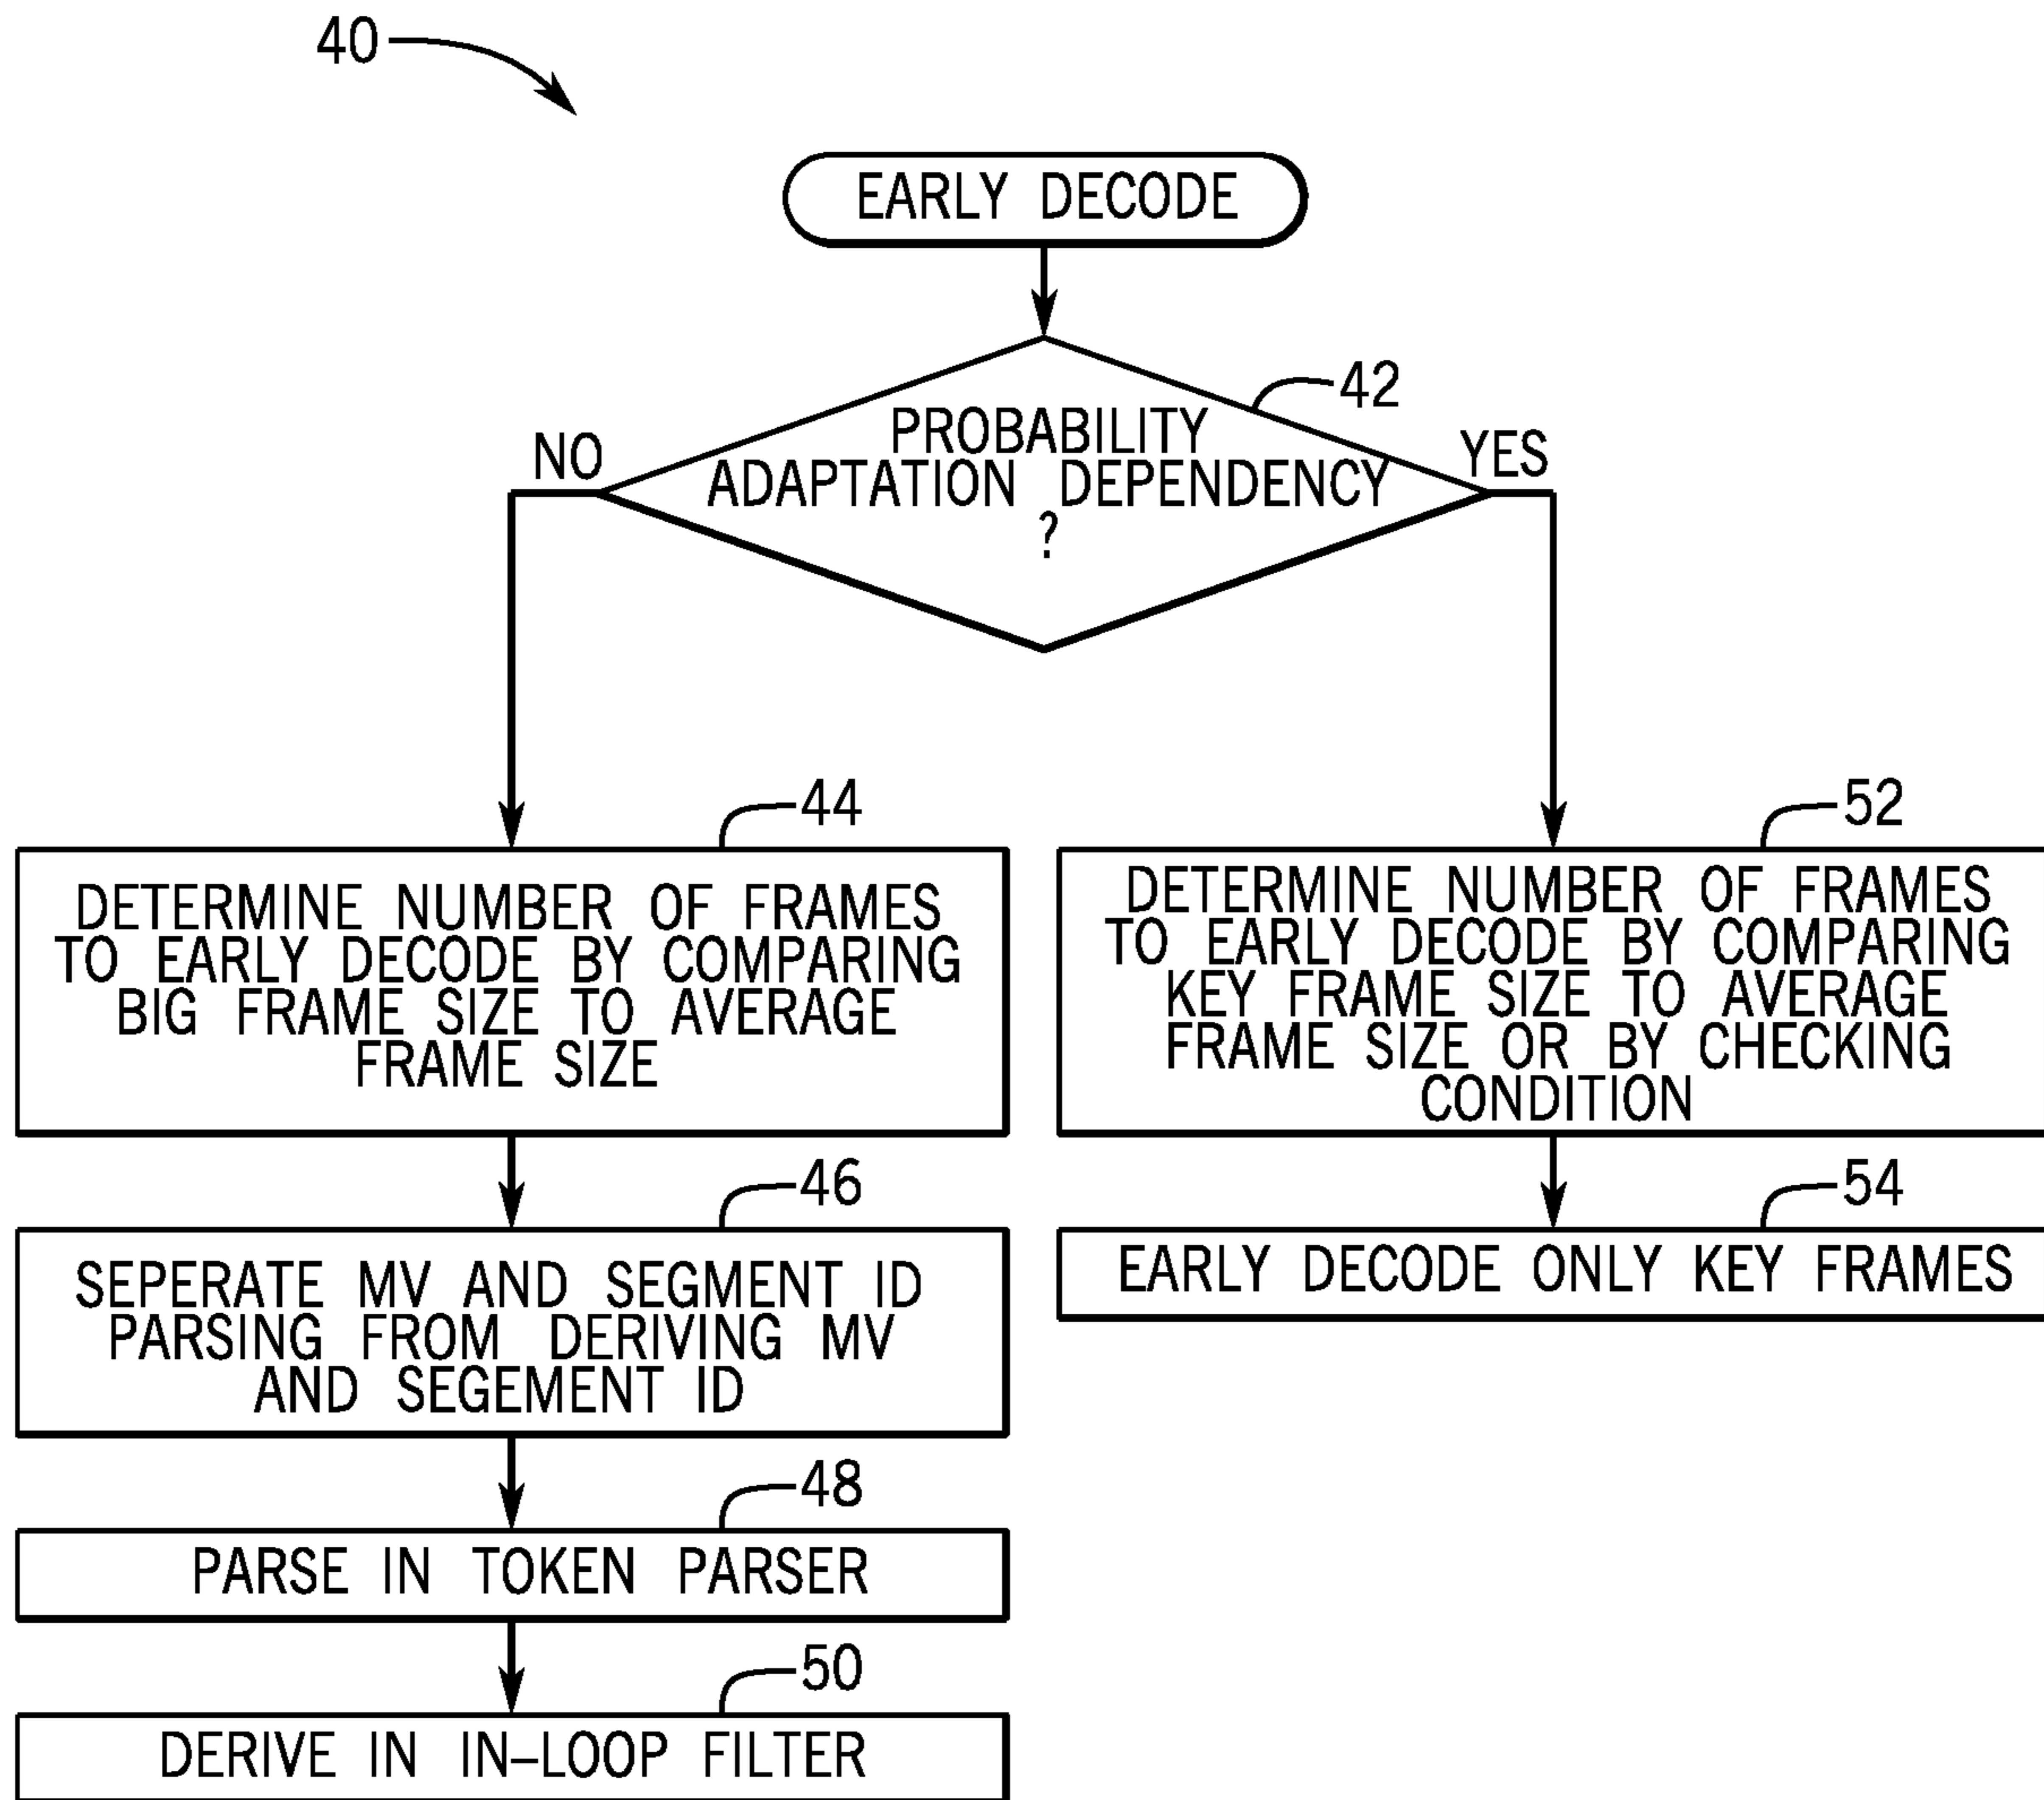 40
EARLY DECODE
42
PROBABILITY
ADAPTATION DEPENDENCY
?
NO
YES
44
DETERMINE NUMBER OF FRAMES
TO EARLY DECODE BY COMPARING
BIG FRAME SIZE TO AVERAGE
FRAME SIZE
52
DETERMINE NUMBER OF FRAMES
TO EARLY DECODE BY COMPARING
KEY FRAME SIZE TO AVERAGE
FRAME SIZE OR BY CHECKING
CONDITION
46
SEPERATE MV AND SEGMENT ID
PARSING FROM DERIVING MV
AND SEGEMENT ID
54
EARLY DECODE ONLY KEY FRAMES
48
PARSE IN TOKEN PARSER
50
DERIVE IN IN-LOOP FILTER